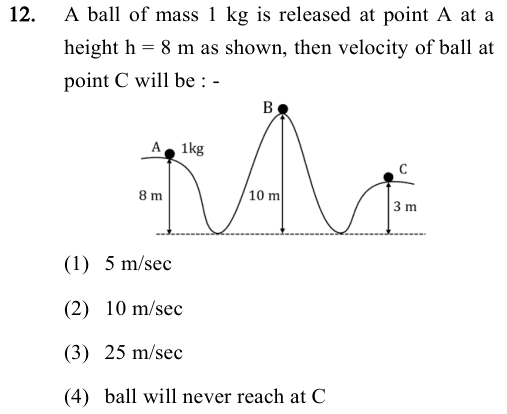 12. A ball of mass 1 kg is released at point A at a
height h = 8 m as shown, then velocity of ball at
point C will be : -
B
A 1kg
C
8 m
10 m
3 m
(1) 5 m/sec
(2) 10 m/sec
(3) 25 m/sec
(4) ball will never reach at C